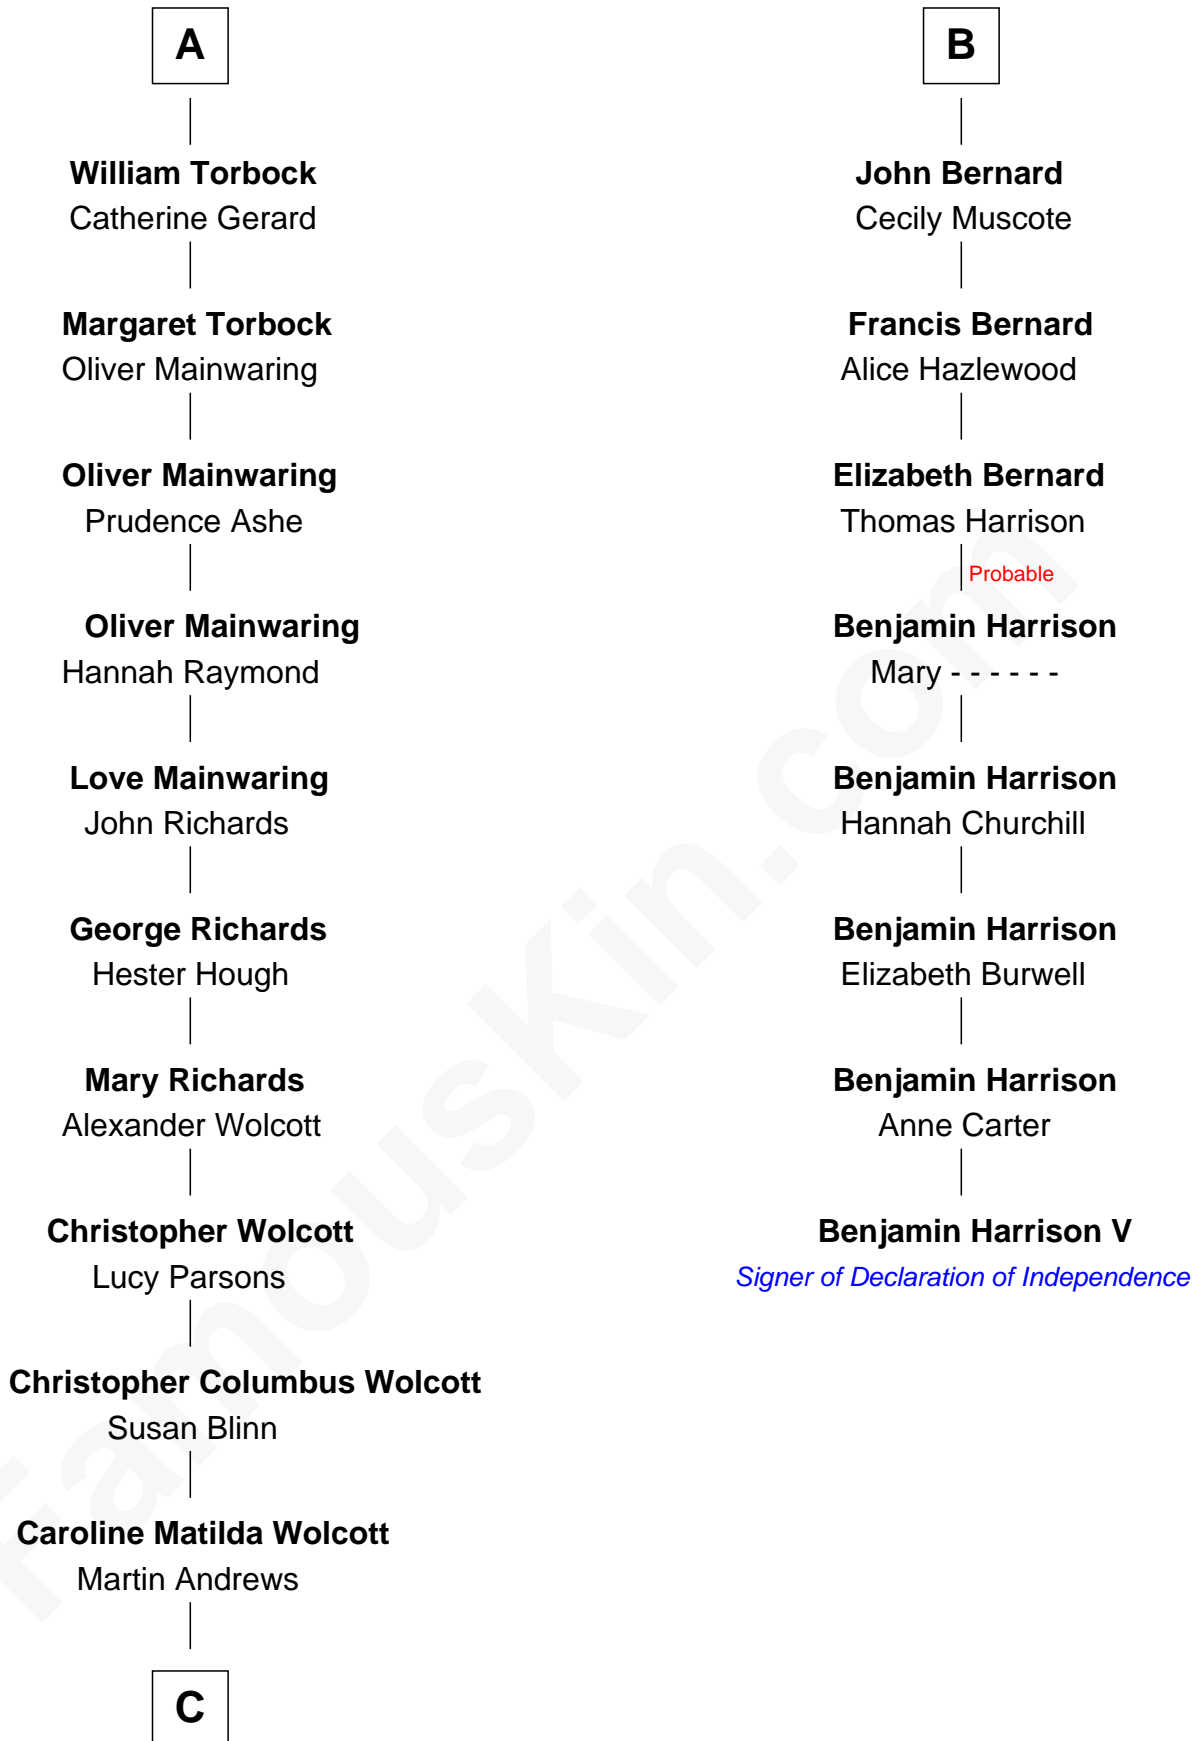 A
William Torbock
Catherine Gerard
Margaret Torbock
Oliver Mainwaring
Oliver Mainwaring
Prudence Ashe
Oliver Mainwaring
Hannah Raymond
Love Mainwaring
John Richards
George Richards
Hester Hough
Mary Richards
Alexander Wolcott
Christopher Wolcott
Lucy Parsons
Christopher Columbus Wolcott
Susan Blinn
Caroline Matilda Wolcott
Martin Andrews
C
B
John Bernard
Cecily Muscote
Francis Bernard
Alice Hazlewood
Elizabeth Bernard
Thomas Harrison
Probable
Benjamin Harrison
Mary - - - - - -
Benjamin Harrison
Hannah Churchill
Benjamin Harrison
Elizabeth Burwell
Benjamin Harrison
Anne Carter
Benjamin Harrison V
Signer of Declaration of Independence
FamousKin.com